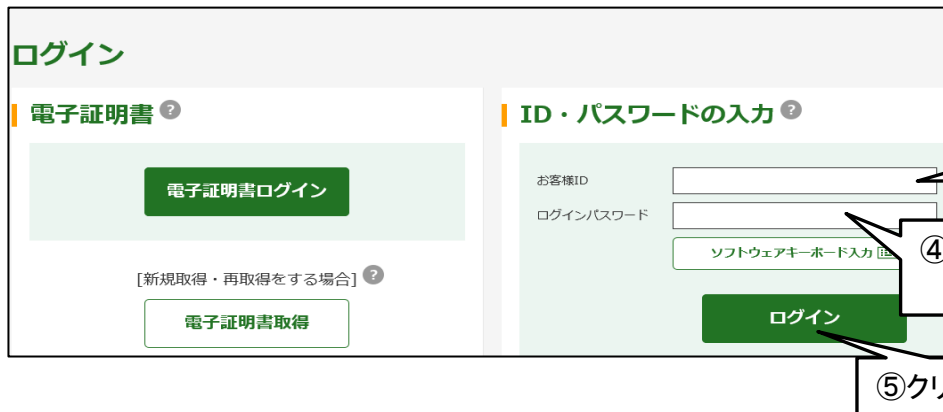 ログイン
電子証明書 ?
電子証明書ログイン
[新規取得・再取得をする場合] ?
電子証明書取得
ID・パスワードの入力 ?
お客様ID
ログインパスワード
ソフトウェアキーボード入力
ログイン
④
⑤クリ